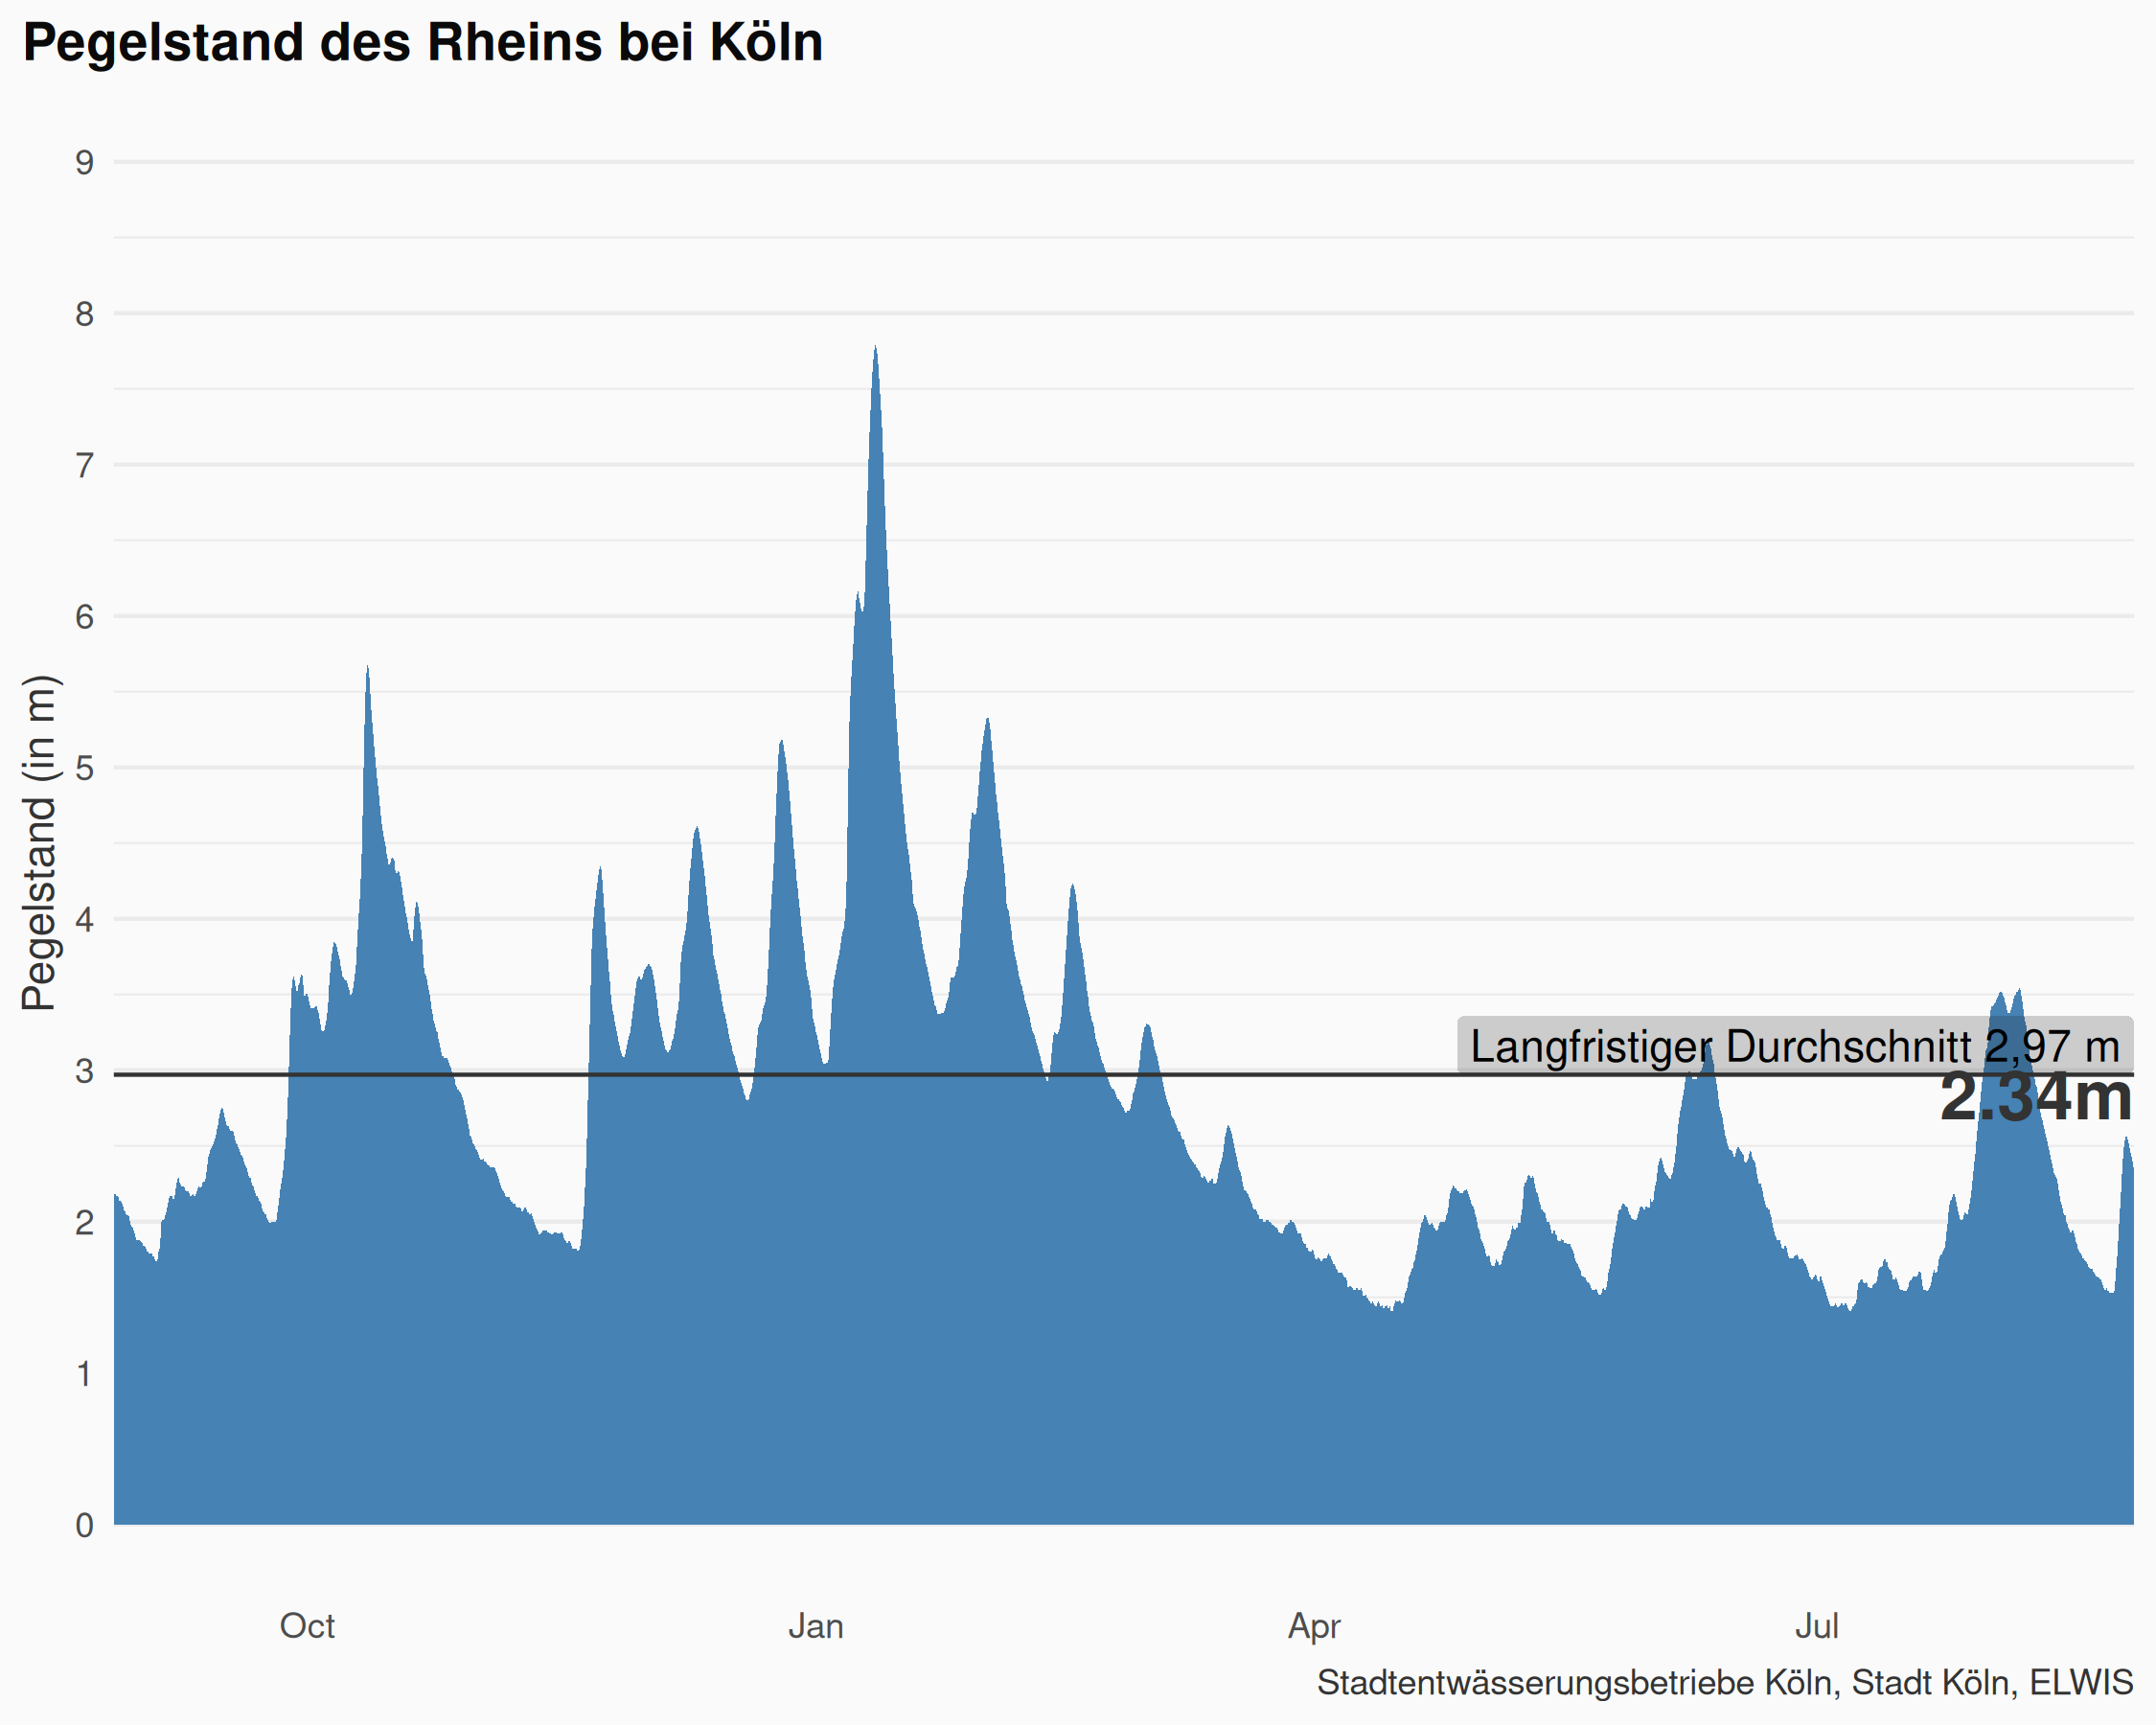 Pegelstand des Rheins bei Köln
Pegelstand (in m)
9
8
7
6
5
4
3
2
1
0
Langfristiger Durchschnitt 2,97 m
2.34m
Oct Jan Apr Jul
Stadtentwässerungsbetriebe Köln, Stadt Köln, ELWIS